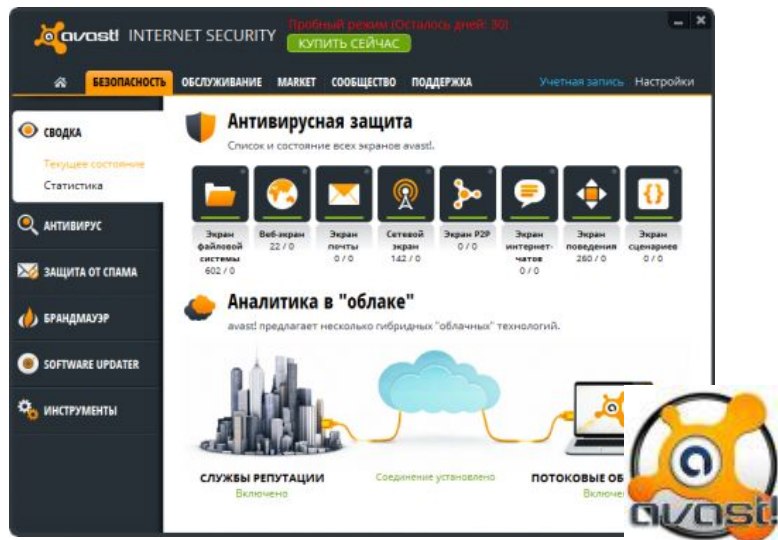 avast! INTERNET SECURITY
Пробный режим (Осталось дней: 30)
КУПИТЬ СЕЙЧАС
БЕЗОПАСНОСТЬ ОБСЛУЖИВАНИЕ MARKET СООБЩЕСТВО ПОДДЕРЖКА Учетная запись Настройки
СВОДКА
Текущее состояние
Статистика
АНТИВИРУС
ЗАЩИТА ОТ СПАМА
БРАНДМАУЭР
SOFTWARE UPDATER
ИНСТРУМЕНТЫ
Антивирусная защита
Список и состояние всех экранов avast!.
Экран файловой системы
602 / 0
Веб-экран
22 / 0
Экран почты
0 / 0
Сетевой экран
142 / 0
Экран P2P
0 / 0
Экран интернет-чатов
0 / 0
Экран поведения
260 / 0
Экран сценариев
0 / 0
Аналитика в "облаке"
avast! предлагает несколько гибридных "облачных" технологий.
СЛУЖБЫ РЕПУТАЦИИ
Включено
Соединение установлено
ПОТОКОВЫЕ ОБ
Включе
a
avast!